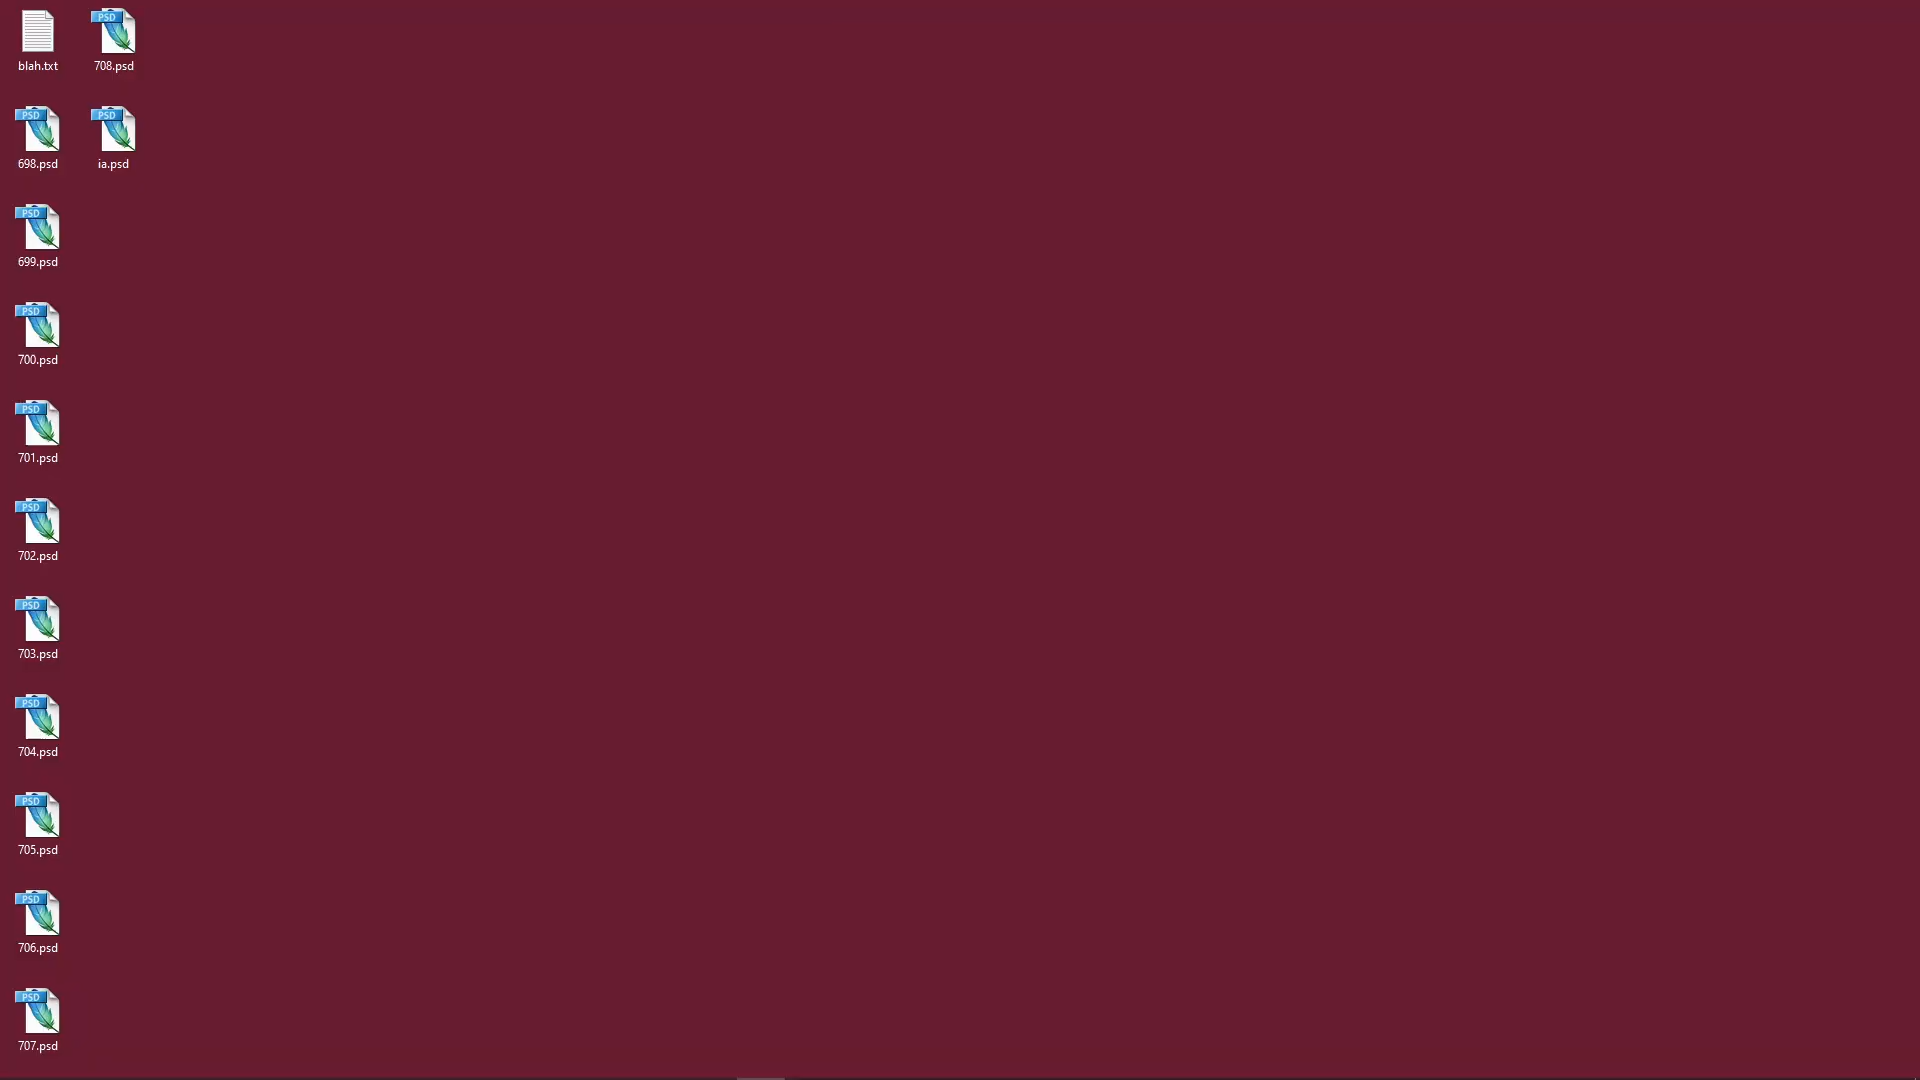 blah.txt
PSD
698.psd
PSD
699.psd
PSD
700.psd
PSD
701.psd
PSD
702.psd
PSD
703.psd
PSD
704.psd
PSD
705.psd
PSD
706.psd
PSD
707.psd
PSD
708.psd
PSD
ia.psd